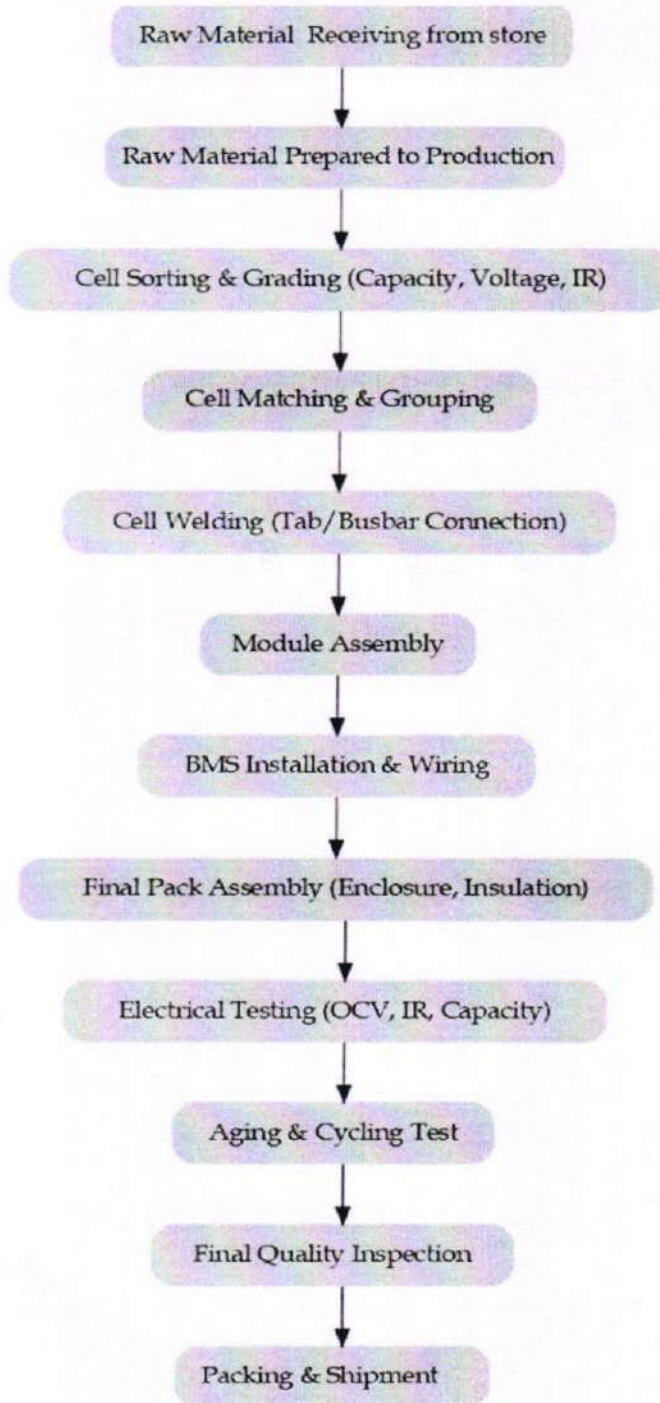 Raw Material Receiving from store
Raw Material Prepared to Production
Cell Sorting & Grading (Capacity, Voltage, IR)
Cell Matching & Grouping
Cell Welding (Tab/Busbar Connection)
Module Assembly
BMS Installation & Wiring
Final Pack Assembly (Enclosure, Insulation)
Electrical Testing (OCV, IR, Capacity)
Aging & Cycling Test
Final Quality Inspection
Packing & Shipment